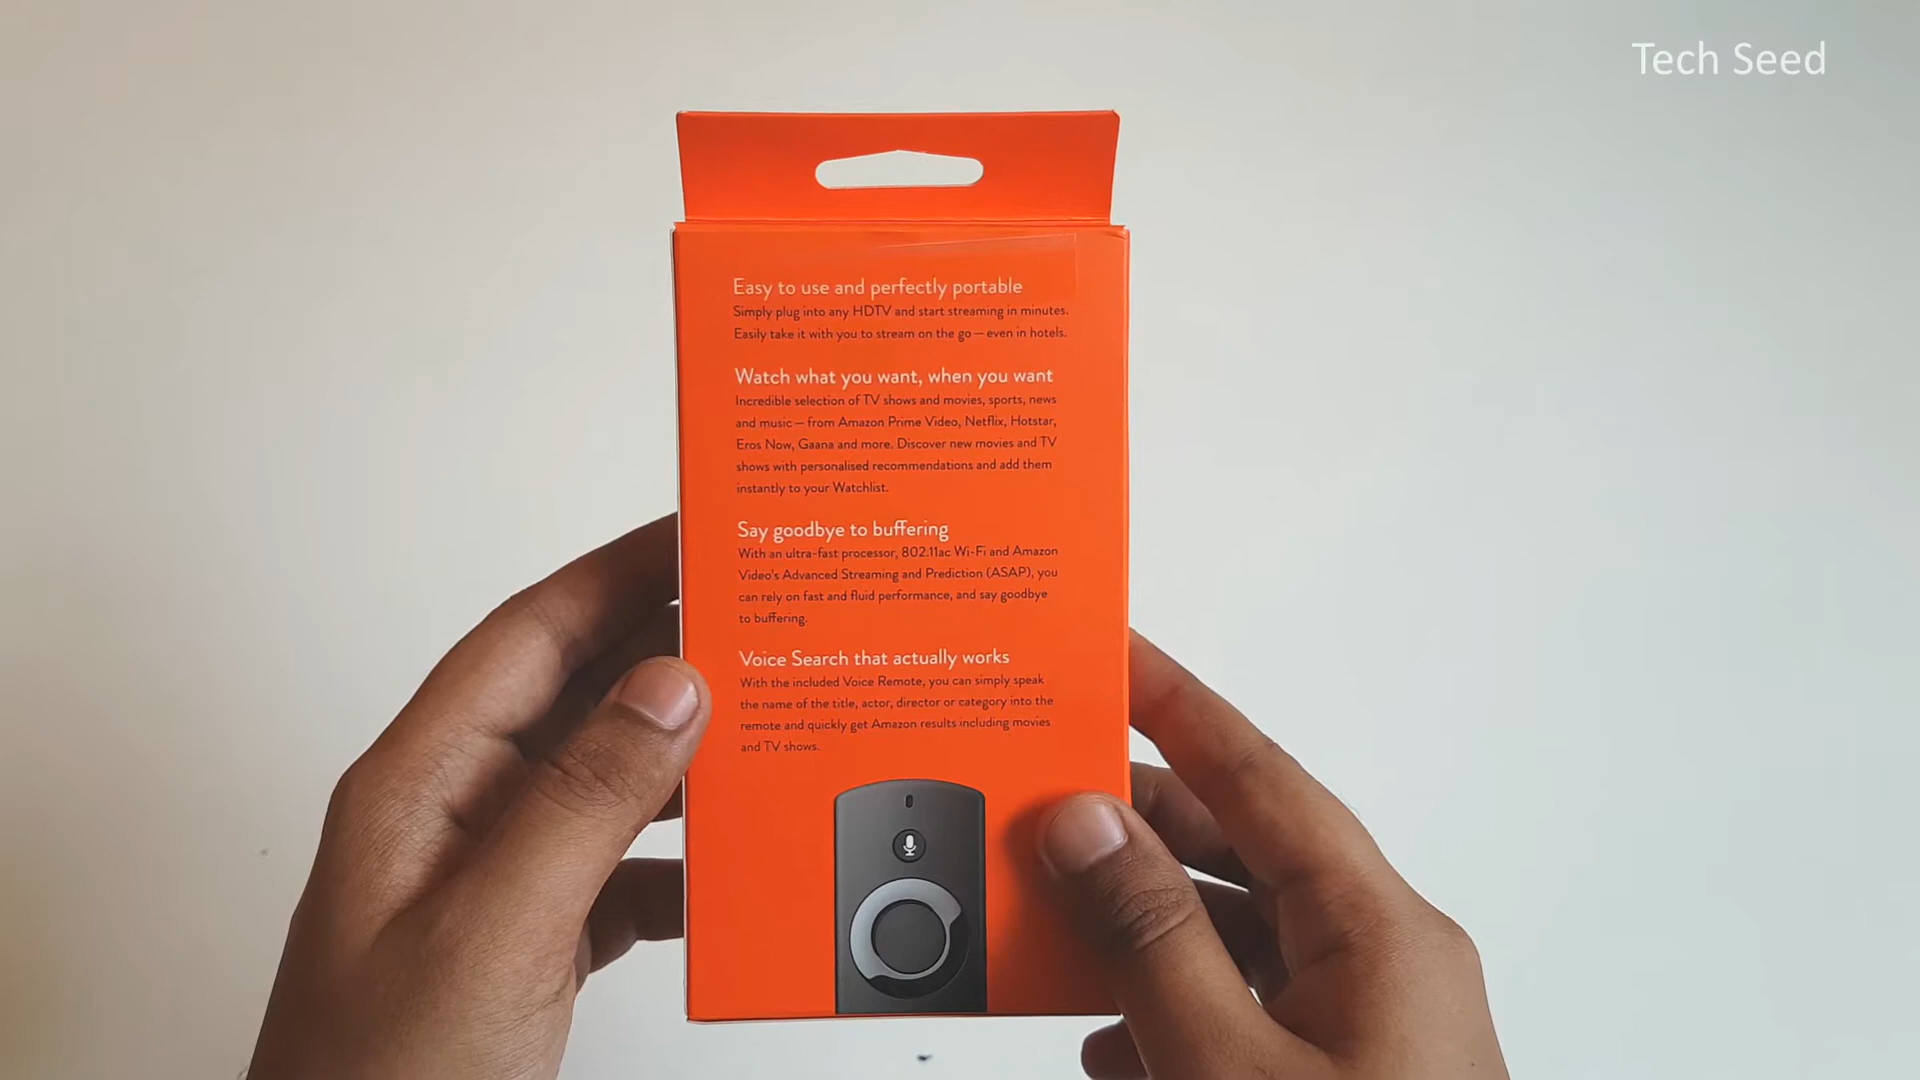 Tech Seed
Easy to use and perfectly portable
Simply plug into any HDTV and start streaming in minutes.
Easily take it with you to stream on the go—even in hotels.
Watch what you want, when you want
Incredible selection of TV shows and movies, sports, news
and music—from Amazon Prime Video, Netflix, Hotstar,
Eros Now, Gaana and more. Discover new movies and TV
shows with personalised recommendations and add them
instantly to your Watchlist.
Say goodbye to buffering
With an ultra-fast processor, 802.11ac Wi-Fi and Amazon
Video's Advanced Streaming and Prediction (ASAP), you
can rely on fast and fluid performance, and say goodbye
to buffering.
Voice Search that actually works
With the included Voice Remote, you can simply speak
the name of the title, actor, director or category into the
remote and quickly get Amazon results including movies
and TV shows.